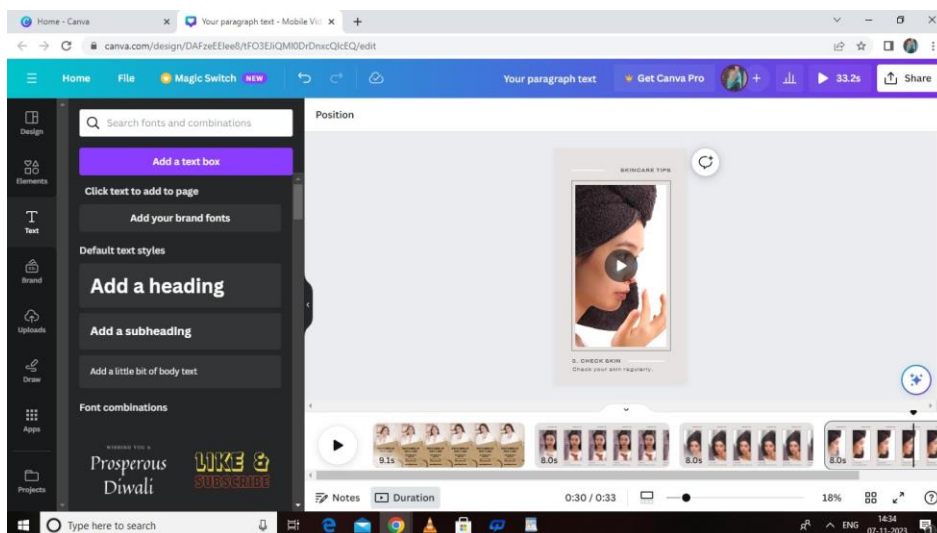 Home - Canva
Your paragraph text - Mobile Vid
canva.com/design/DAFzeEEIee8/tFO3EJiQMI0DrDnxcQlcEQ/edit
Home File Magic Switch NEW Your paragraph text Get Canva Pro 33.2s Share
Design
Elements
Text
Brand
Uploads
Draw
Apps
Projects
Search fonts and combinations
Add a text box
Click text to add to page
Add your brand fonts
Default text styles
Add a heading
Add a subheading
Add a little bit of body text
Font combinations
WISHING YOU A
Prosperous
Diwali
LIKE &
SUBSCRIBE
Position
SKINCARE TIPS
3. CHECK SKIN
Check your skin regularly.
9.1s 8.0s 8.0s 8.0s
Notes Duration 0:30 / 0:33 18%
Type here to search
ENG
14:34
07-11-2023